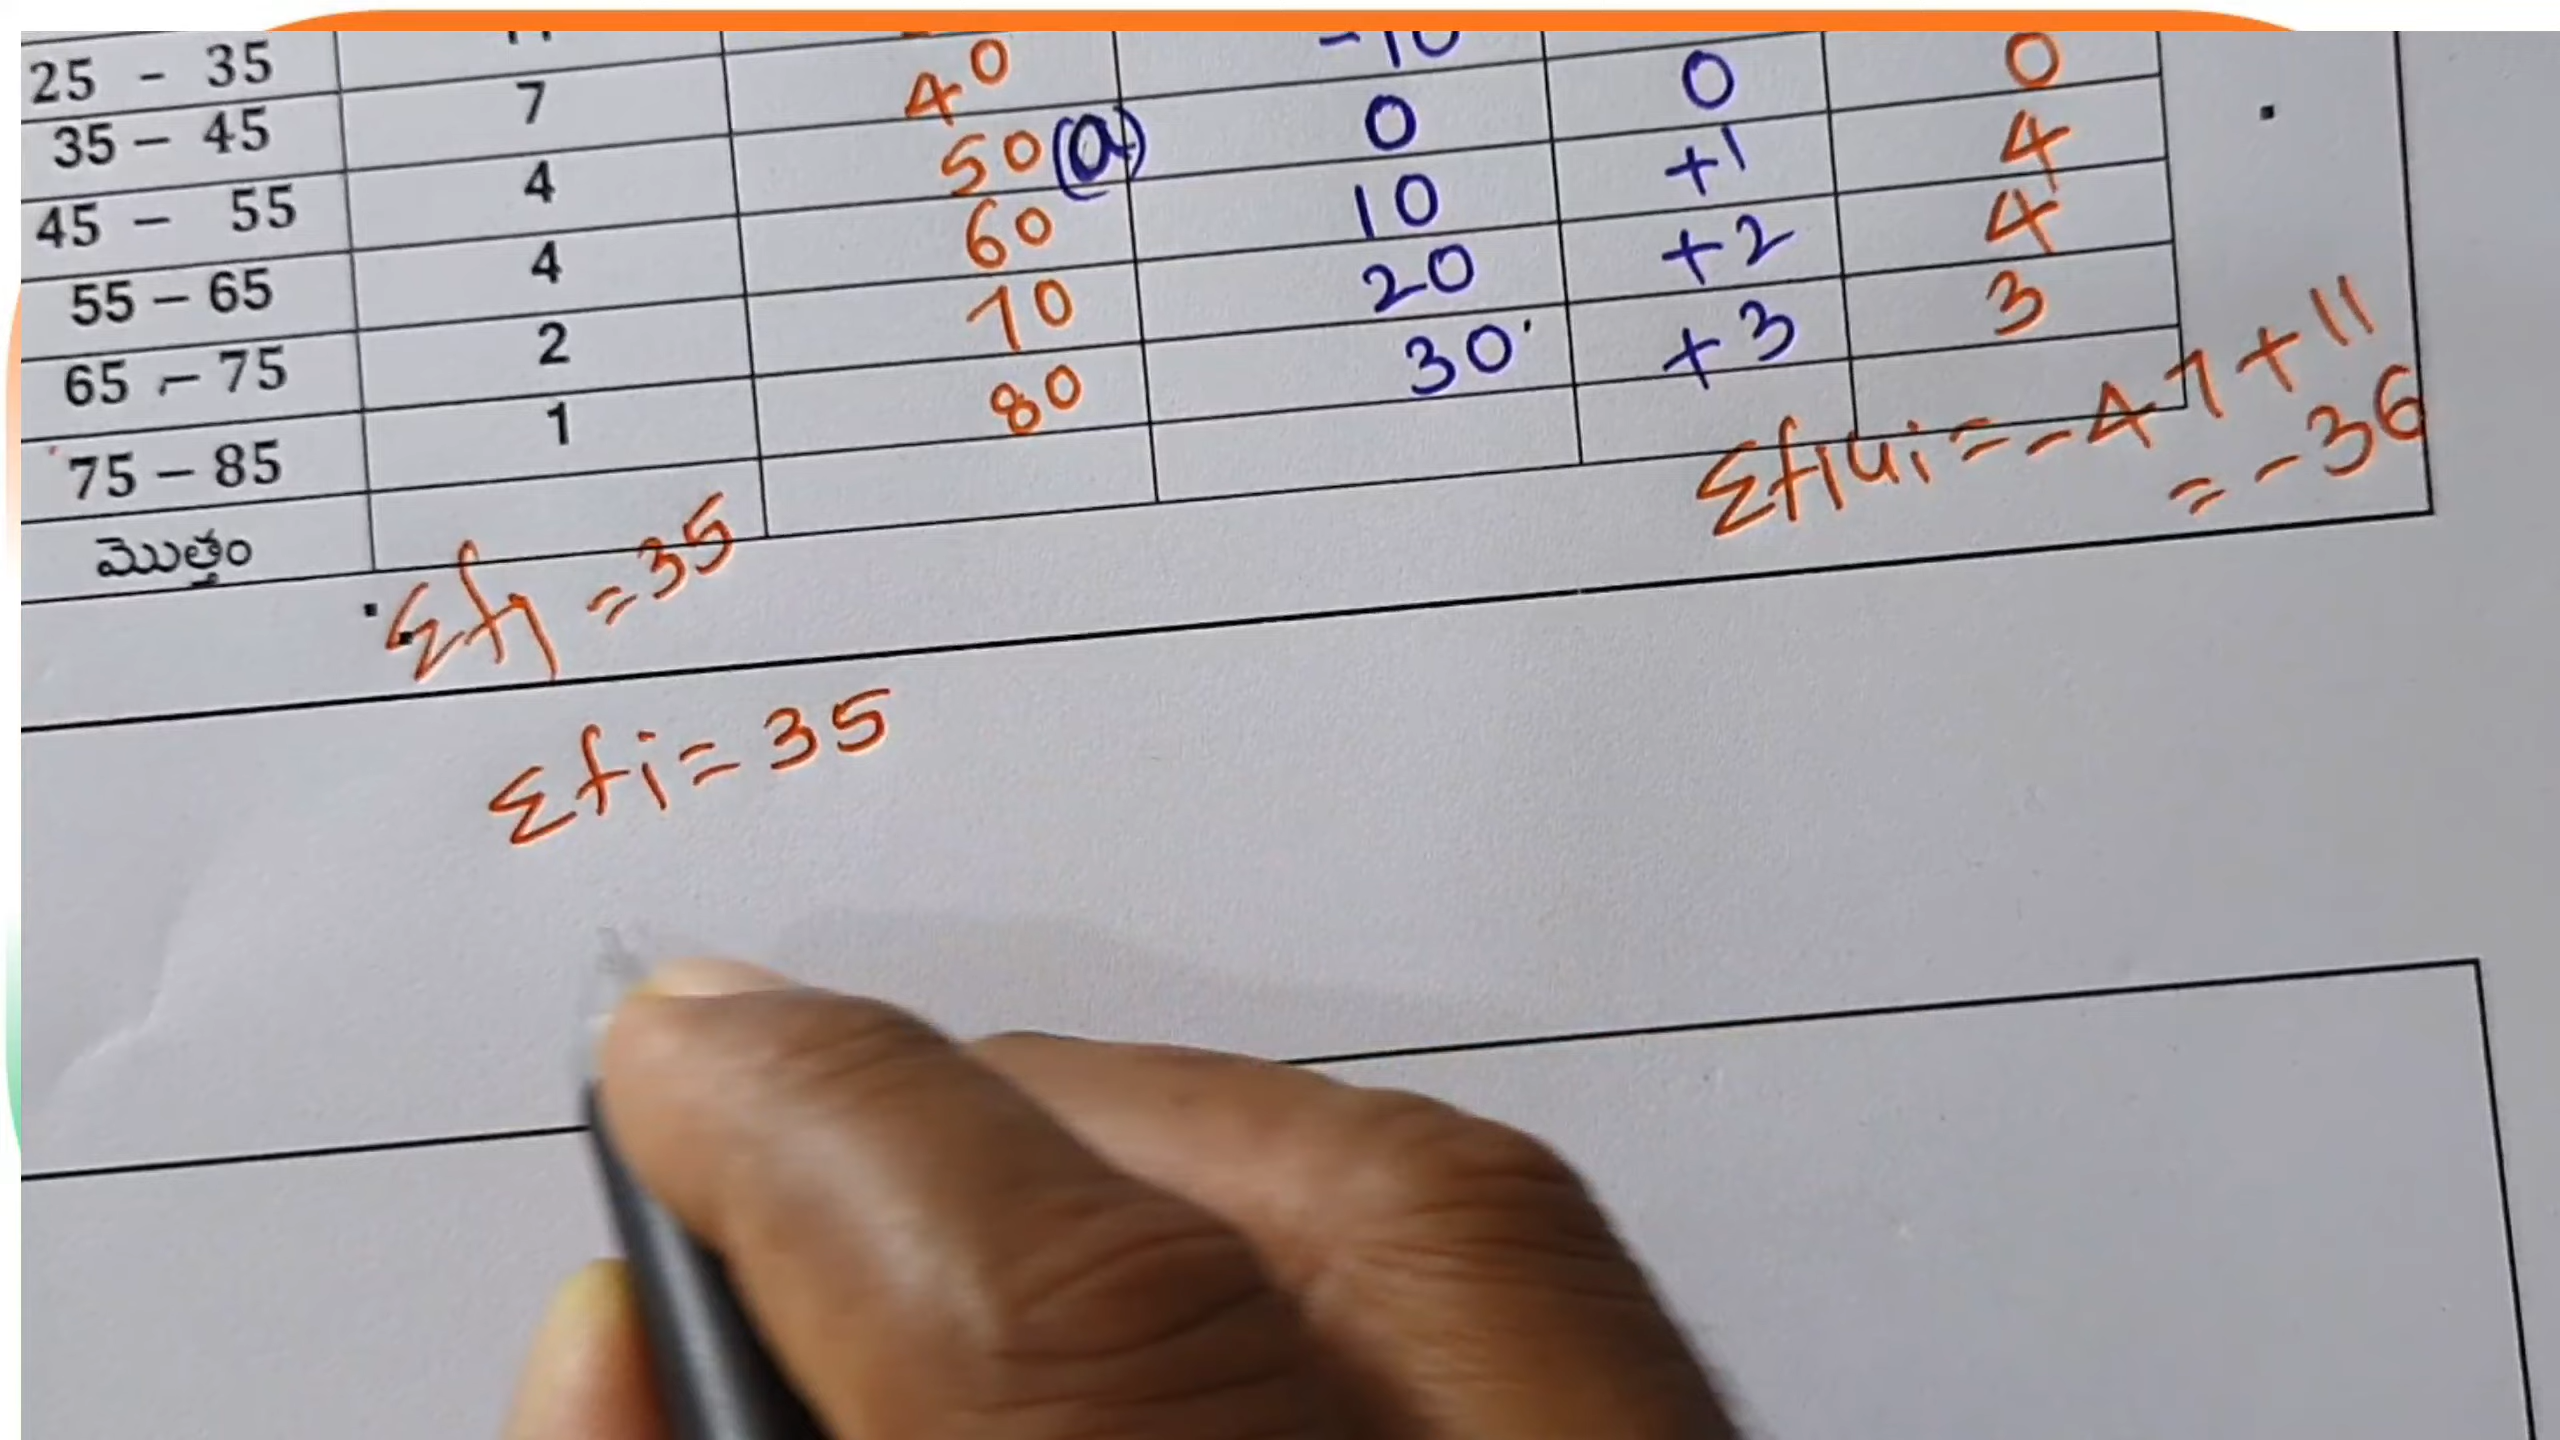 25 - 35 -10 0
35 – 45 7 40 0 0 4
45 – 55 4 50 (a) 10 +1 4
55 – 65 4 60 20 +2 3
65 – 75 2 70 30 +3
75 – 85 1 80
మొత్తం Σfi = 35 Σfiui = -47 + 11
= -36
Σfi = 35